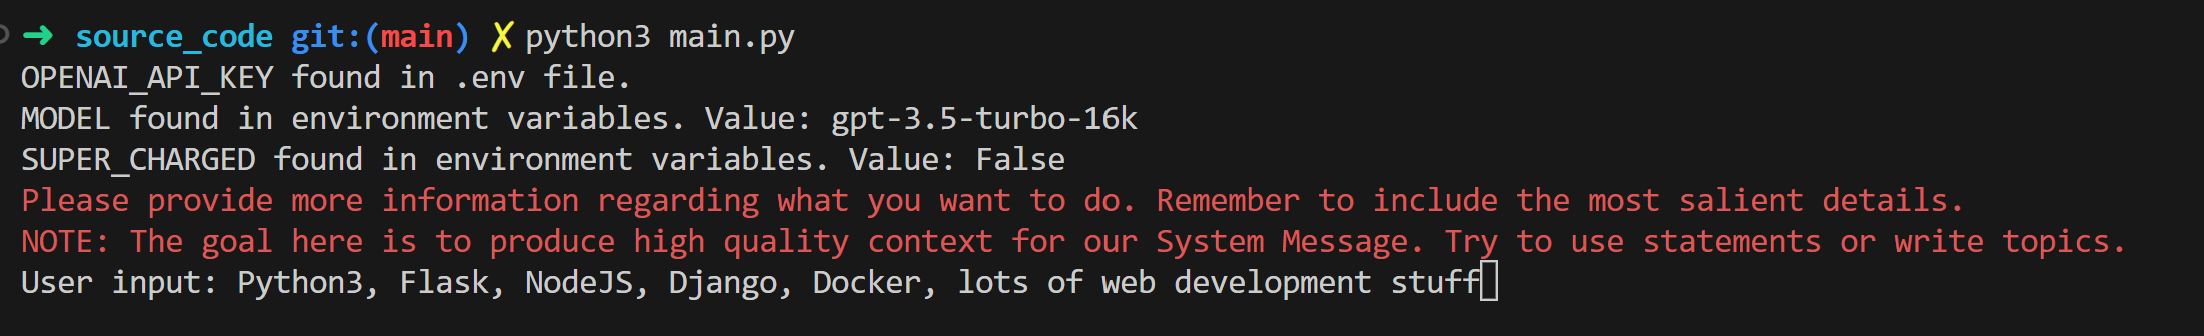 ➜ source_code git:(main) ✗ python3 main.py
OPENAI_API_KEY found in .env file.
MODEL found in environment variables. Value: gpt-3.5-turbo-16k
SUPER_CHARGED found in environment variables. Value: False
Please provide more information regarding what you want to do. Remember to include the most salient details.
NOTE: The goal here is to produce high quality context for our System Message. Try to use statements or write topics.
User input: Python3, Flask, NodeJS, Django, Docker, lots of web development stuff